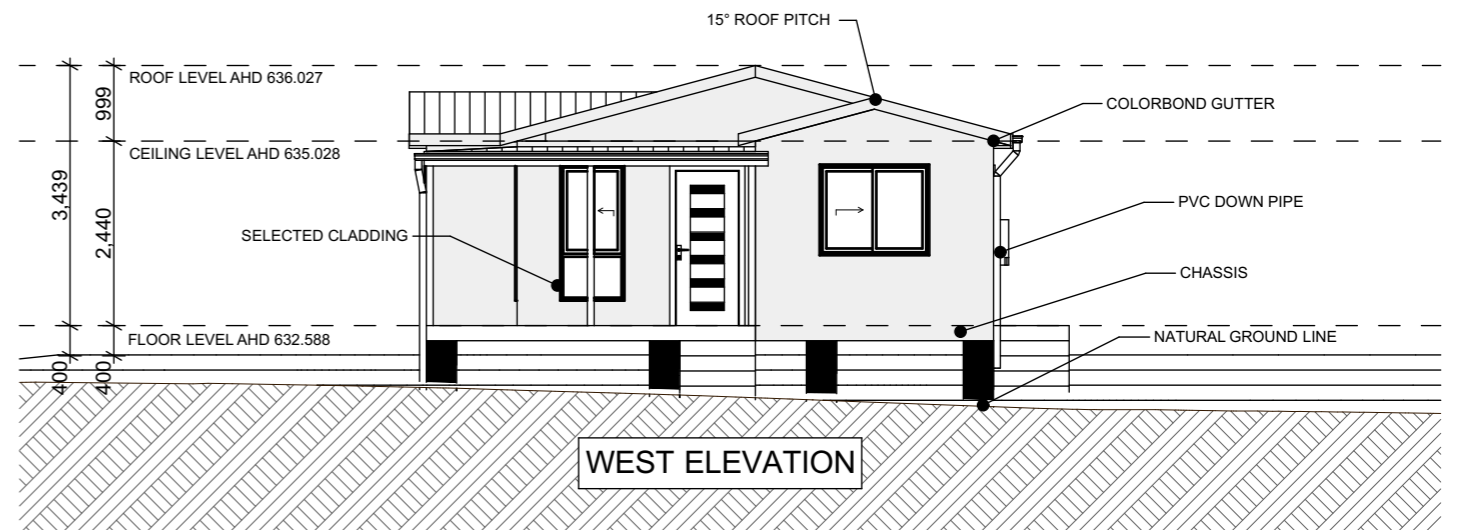 15° ROOF PITCH
ROOF LEVEL AHD 636.027
999
COLORBOND GUTTER
CEILING LEVEL AHD 635.028
3,439
2,440
PVC DOWN PIPE
SELECTED CLADDING
CHASSIS
FLOOR LEVEL AHD 632.588
NATURAL GROUND LINE
400
400
WEST ELEVATION